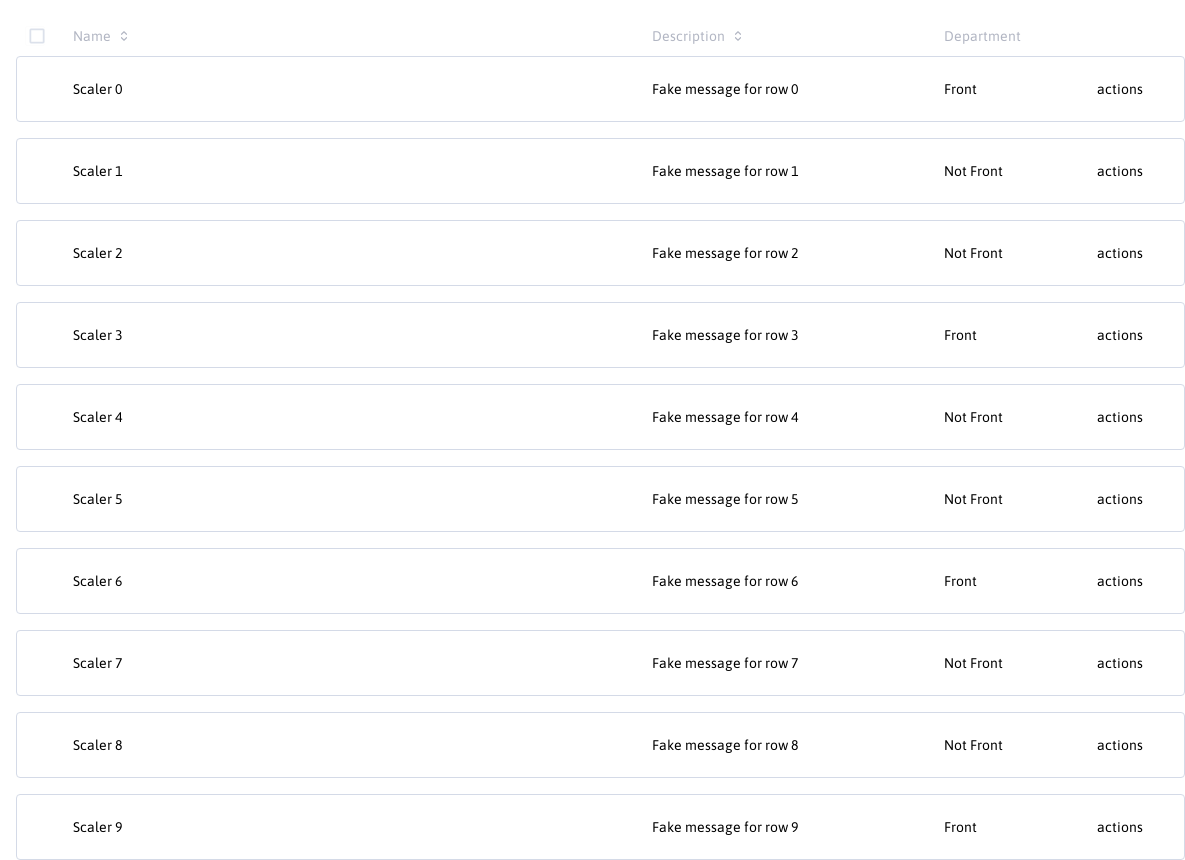 Name Description Department
Scaler 0 Fake message for row 0 Front actions
Scaler 1 Fake message for row 1 Not Front actions
Scaler 2 Fake message for row 2 Not Front actions
Scaler 3 Fake message for row 3 Front actions
Scaler 4 Fake message for row 4 Not Front actions
Scaler 5 Fake message for row 5 Not Front actions
Scaler 6 Fake message for row 6 Front actions
Scaler 7 Fake message for row 7 Not Front actions
Scaler 8 Fake message for row 8 Not Front actions
Scaler 9 Fake message for row 9 Front actions